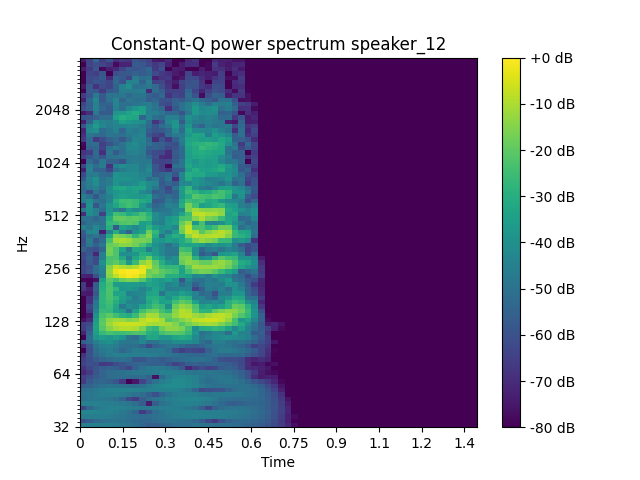 Constant-Q power spectrum speaker_12
+0 dB
2048
-10 dB
1024
-20 dB
512
-30 dB
Hz
-40 dB
256
-50 dB
128
-60 dB
64
-70 dB
32
-80 dB
0 0.15 0.3 0.45 0.6 0.75 0.9 1.1 1.2 1.4
Time